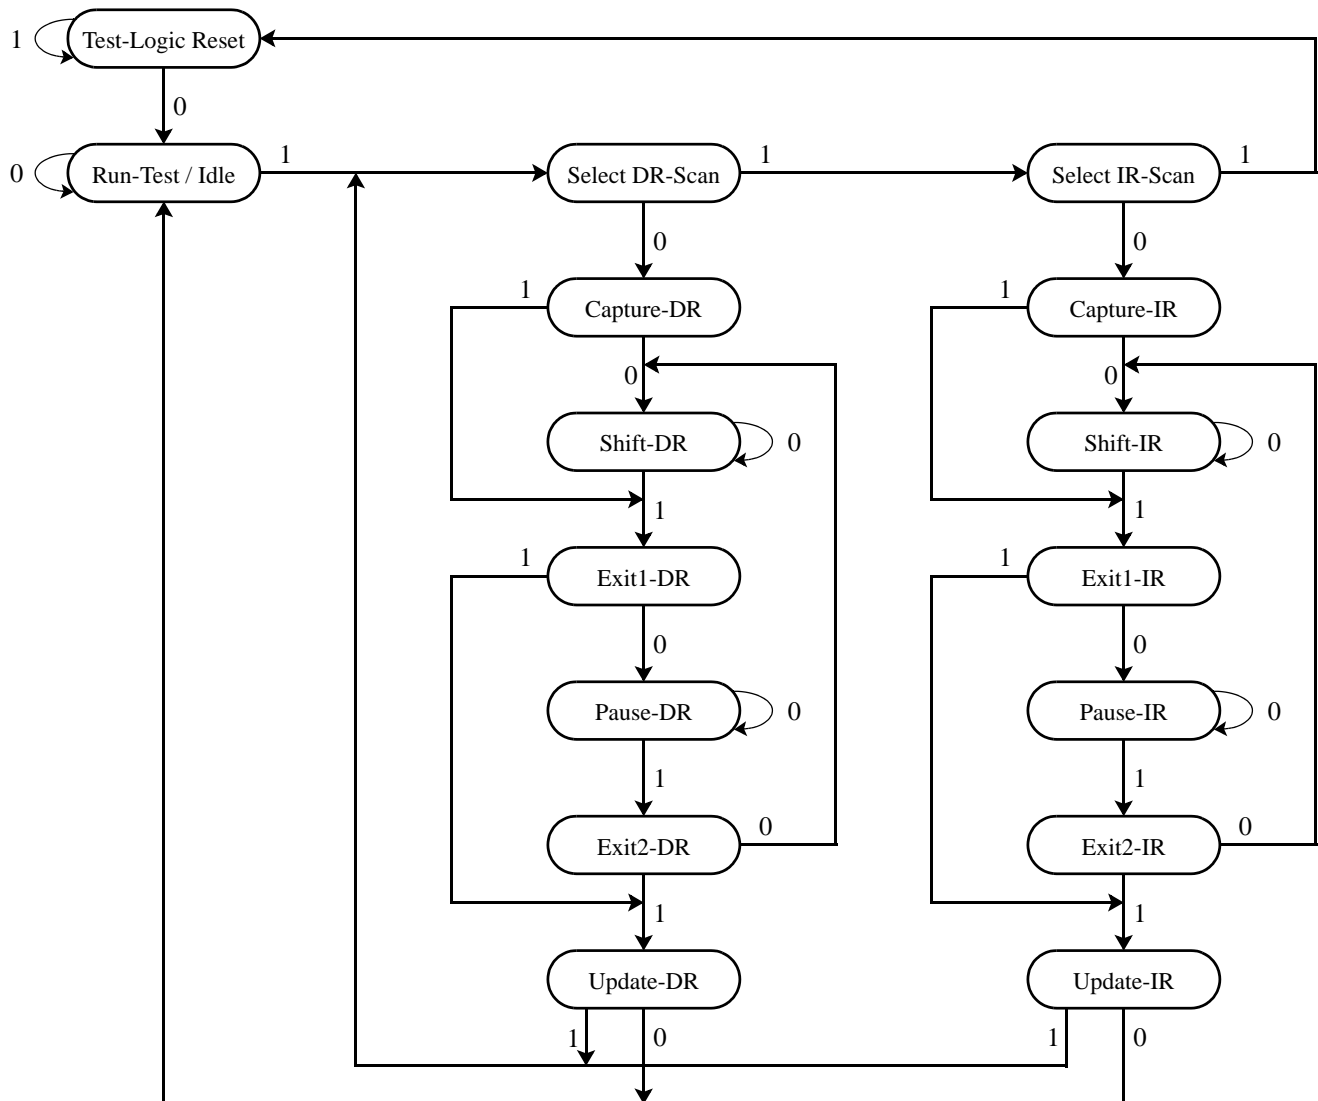 1
Test-Logic Reset
0
0
Run-Test / Idle
1
Select DR-Scan
1
Select IR-Scan
1
0
0
1
Capture-DR
1
Capture-IR
0
0
Shift-DR
0
Shift-IR
0
1
1
1
Exit1-DR
1
Exit1-IR
0
0
Pause-DR
0
Pause-IR
0
1
1
Exit2-DR
0
Exit2-IR
0
1
1
Update-DR
Update-IR
1
0
1
0